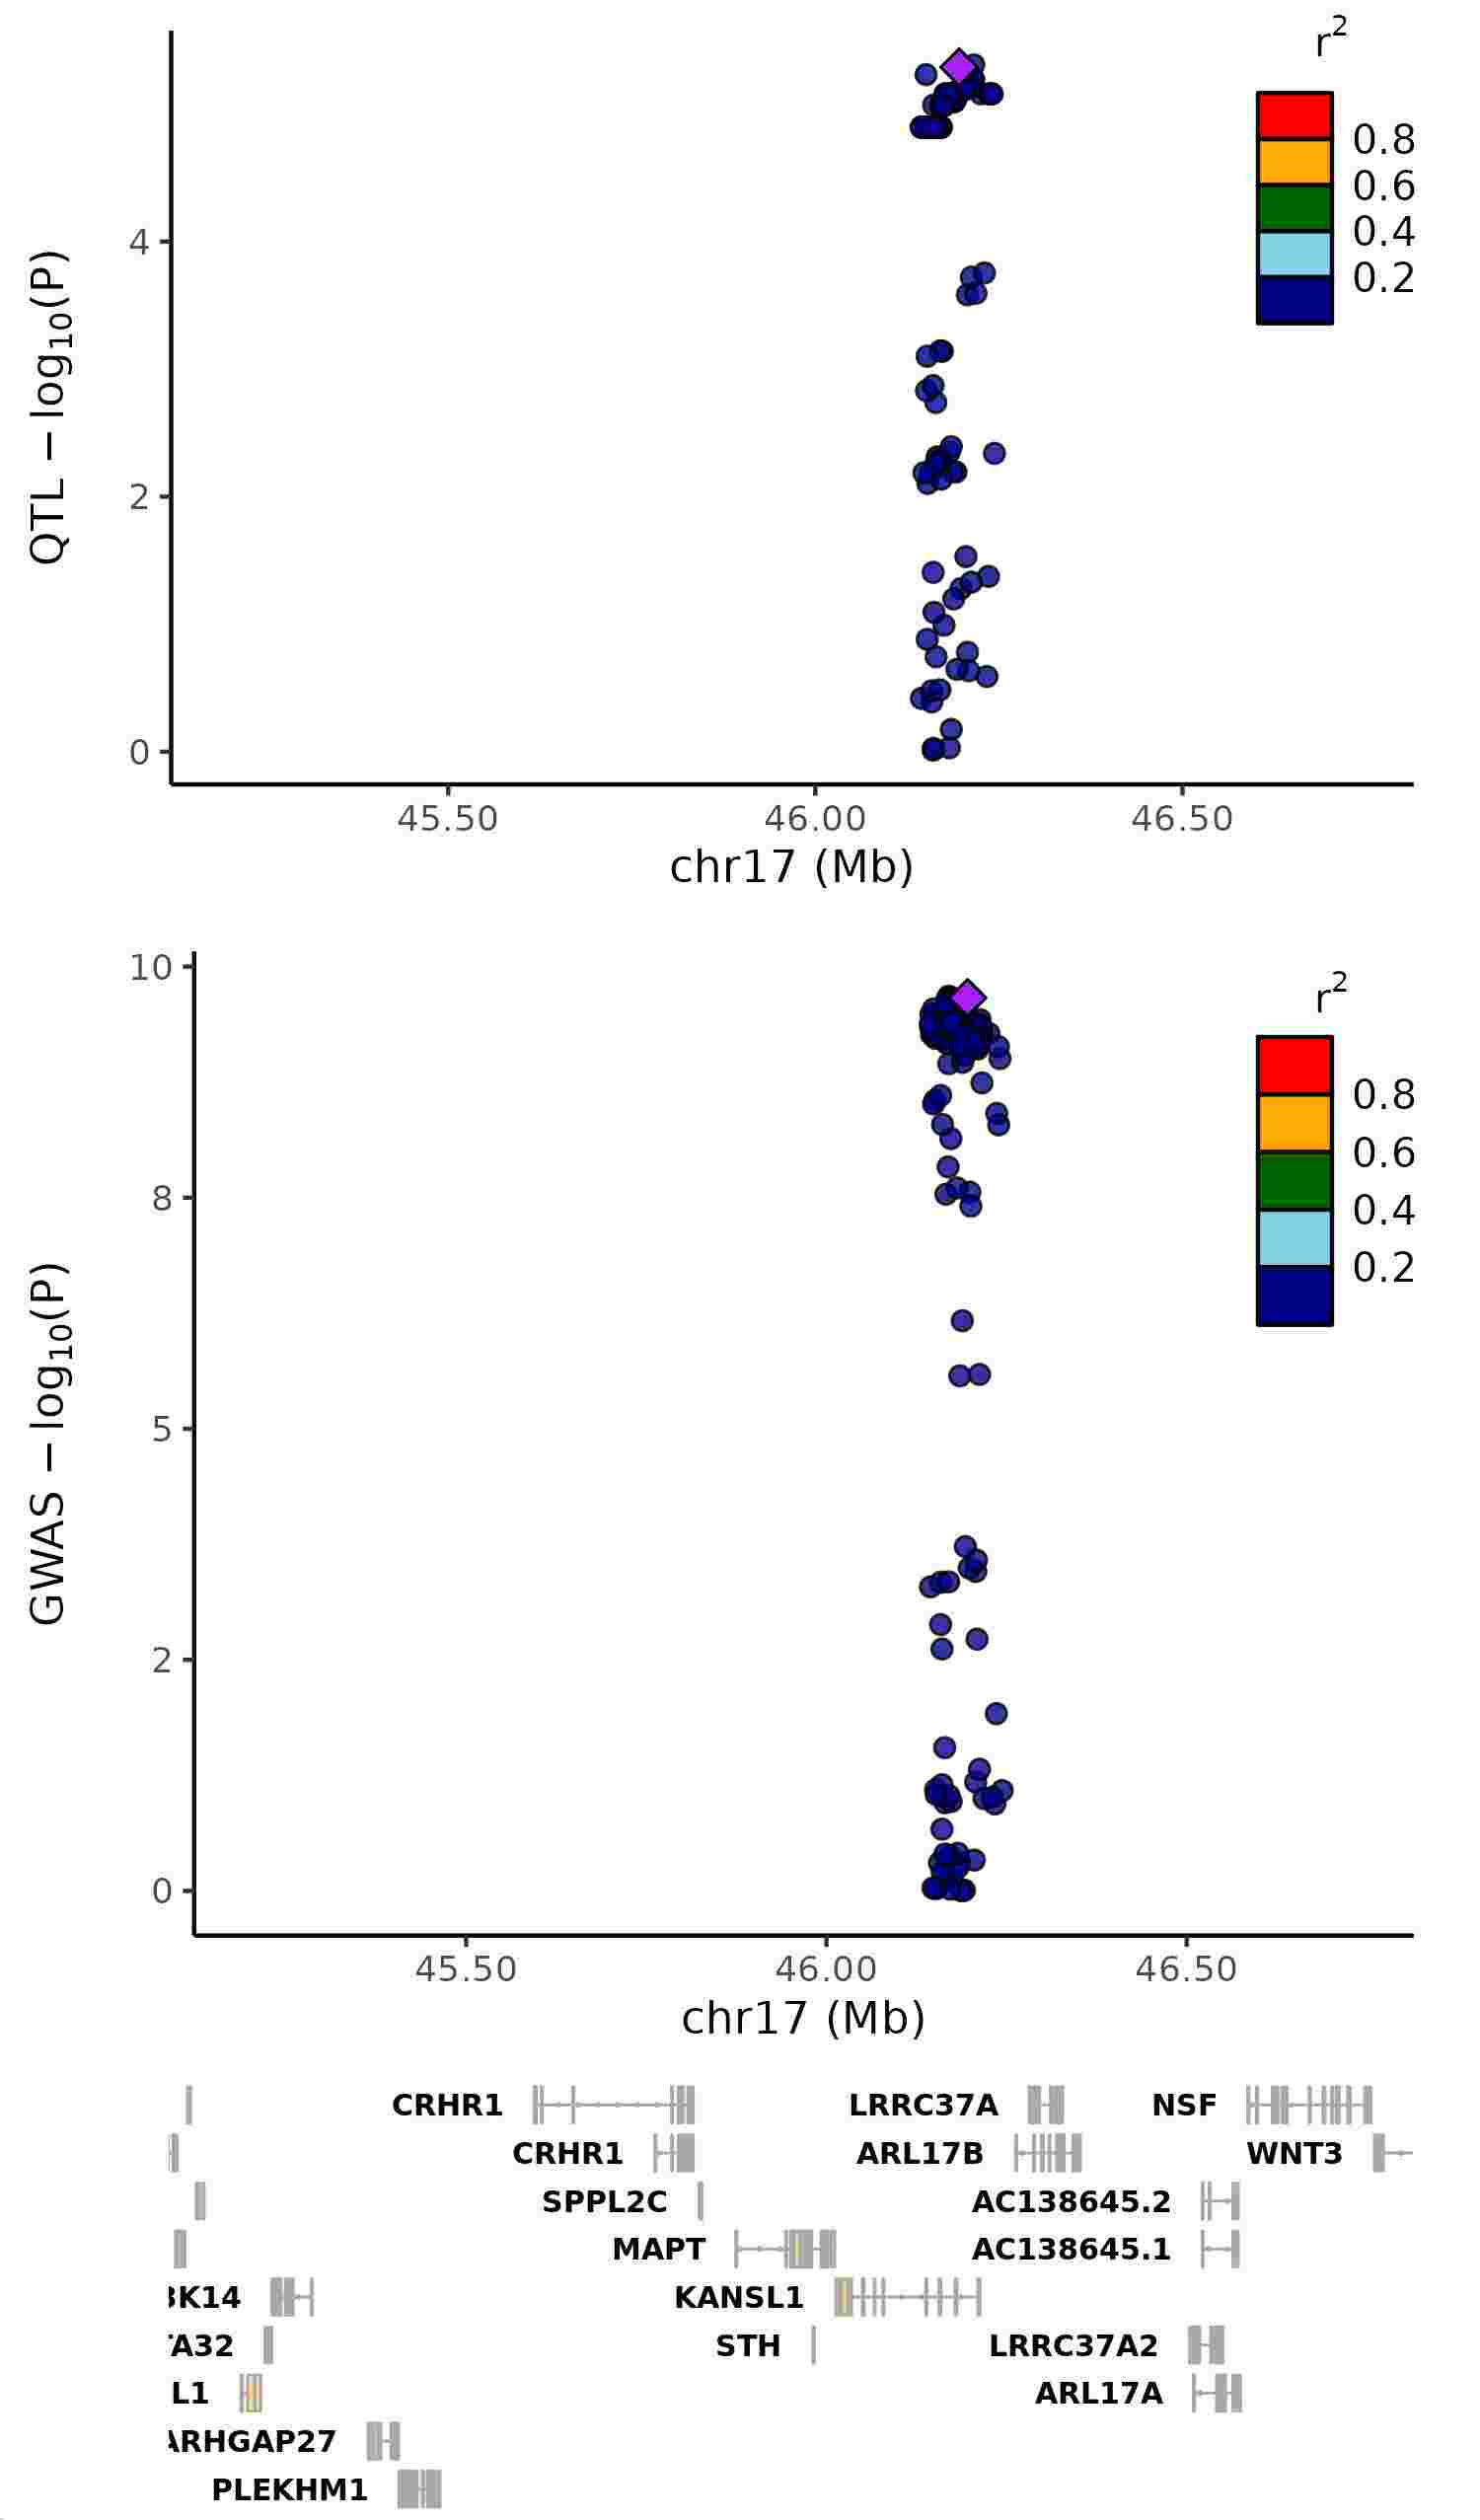 r²
0.8
0.6
0.4
0.2
4
2
0
QTL −log₁₀(P)
45.50 46.00 46.50
chr17 (Mb)
r²
0.8
0.6
0.4
0.2
10
8
5
2
0
GWAS −log₁₀(P)
45.50 46.00 46.50
chr17 (Mb)
CRHR1 LRRC37A NSF
CRHR1 ARL17B WNT3
SPPL2C AC138645.2
MAPT AC138645.1
K14 KANSL1
A32 STH LRRC37A2
L1 ARL17A
ARHGAP27
PLEKHM1